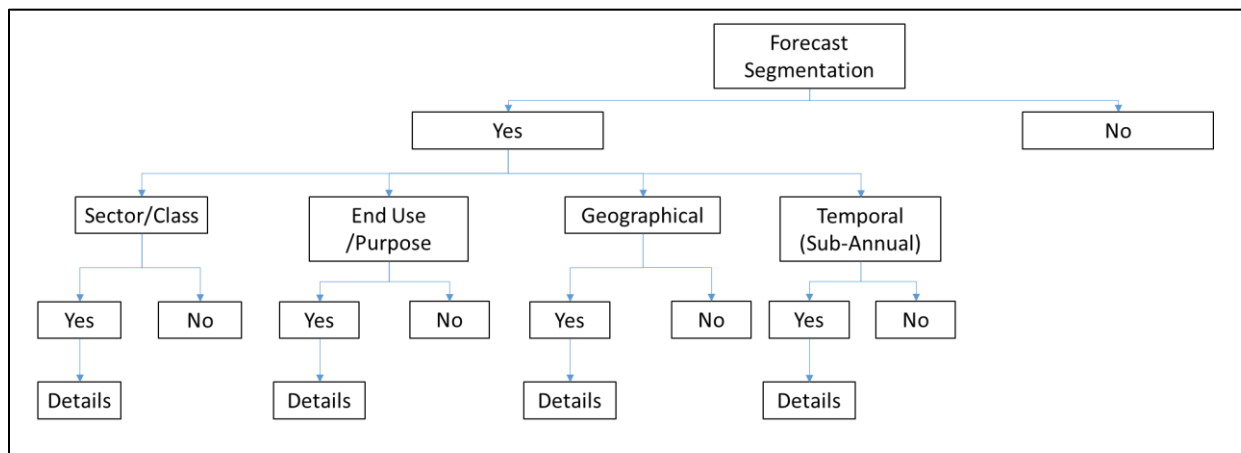 Forecast
Segmentation
Yes
No
Sector/Class
End Use
/Purpose
Geographical
Temporal
(Sub-Annual)
Yes
No
Yes
No
Yes
No
Yes
No
Details
Details
Details
Details